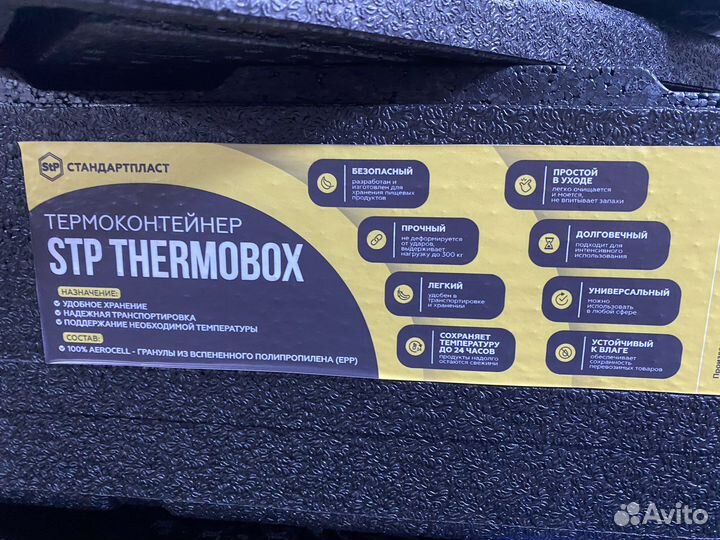 StP СТАНДАРТПЛАСТ
ТЕРМОКОНТЕЙНЕР
STP THERMOBOX
НАЗНАЧЕНИЕ:
УДОБНОЕ ХРАНЕНИЕ
НАДЕЖНАЯ ТРАНСПОРТИРОВКА
ПОДДЕРЖАНИЕ НЕОБХОДИМОЙ ТЕМПЕРАТУРЫ
СОСТАВ:
100% AEROCELL - ГРАНУЛЫ ИЗ ВСПЕНЕННОГО ПОЛИПРОПИЛЕНА (EPP)
БЕЗОПАСНЫЙ
разработан и
изготовлен для
хранения пищевых
продуктов
ПРОЧНЫЙ
не деформируется
от ударов,
выдерживает
нагрузку до 300 кг
ЛЕГКИЙ
удобен в
транспортировке
и хранении
СОХРАНЯЕТ
ТЕМПЕРАТУРУ
ДО 24 ЧАСОВ
продукты надолго
остаются свежими
ПРОСТОЙ
В УХОДЕ
легко очищается
и моется,
не впитывает запахи
ДОЛГОВЕЧНЫЙ
подходит для
интенсивного
использования
УНИВЕРСАЛЬНЫЙ
можно
использовать
в любой сфере
УСТОЙЧИВЫЙ
К ВЛАГЕ
обеспечивает
сохранность
перевозимых товаров
Avito